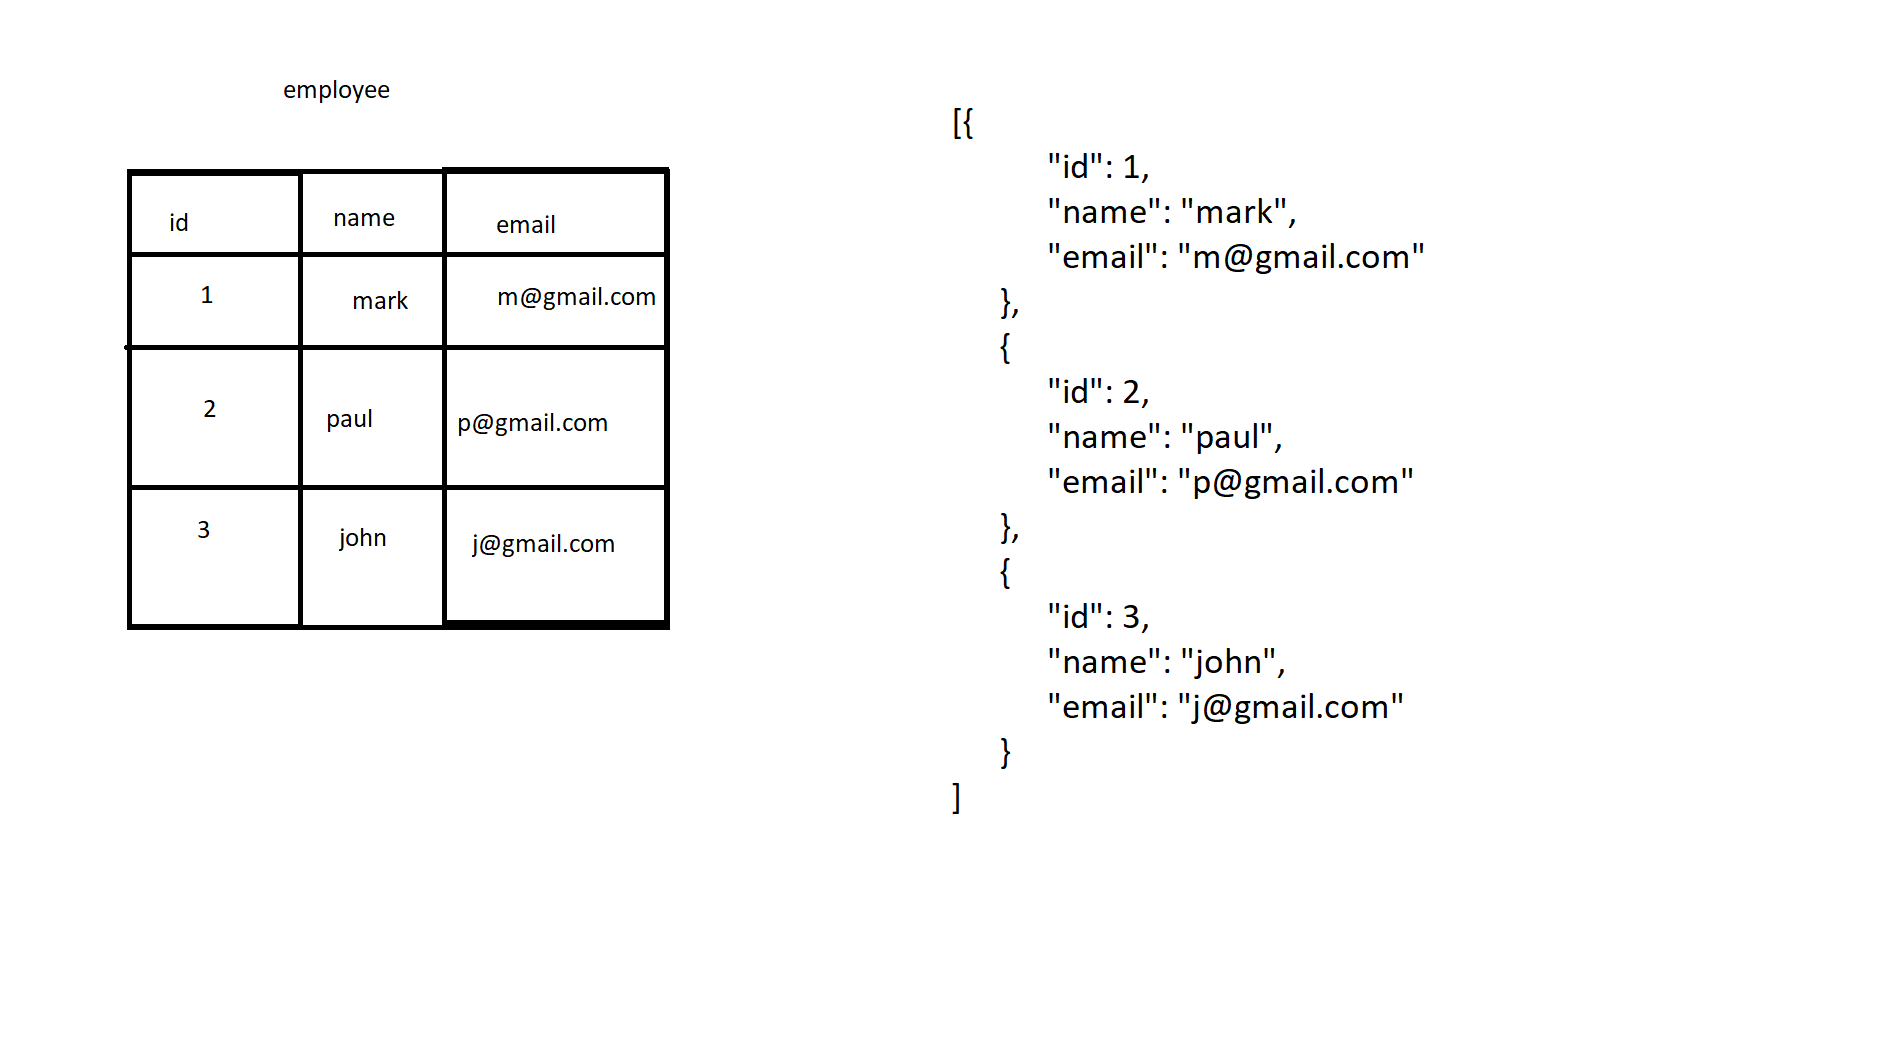 employee
id name email
1 mark m@gmail.com
2 paul p@gmail.com
3 john j@gmail.com
[{
"id": 1,
"name": "mark",
"email": "m@gmail.com"
},
{
"id": 2,
"name": "paul",
"email": "p@gmail.com"
},
{
"id": 3,
"name": "john",
"email": "j@gmail.com"
}
]